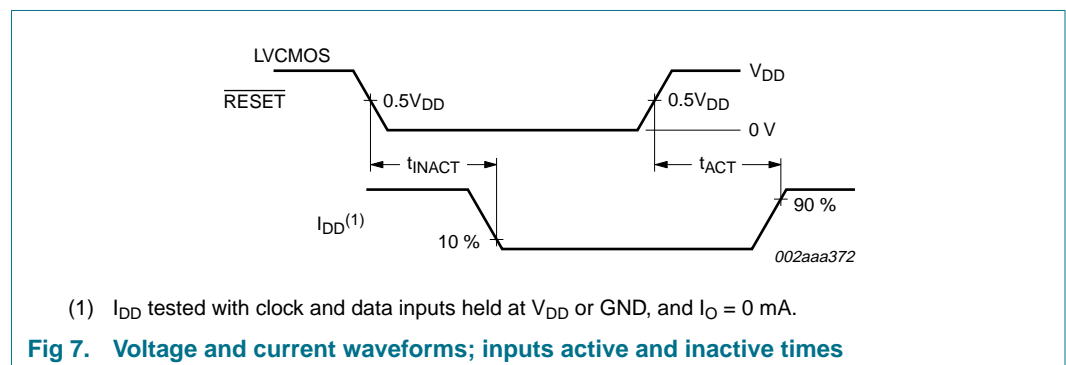 LVCMOS
RESET
0.5VDD
0.5VDD
VDD
0 V
tINACT
tACT
IDD(1)
10 %
90 %
002aaa372
(1) IDD tested with clock and data inputs held at VDD or GND, and IO = 0 mA.
Fig 7. Voltage and current waveforms; inputs active and inactive times